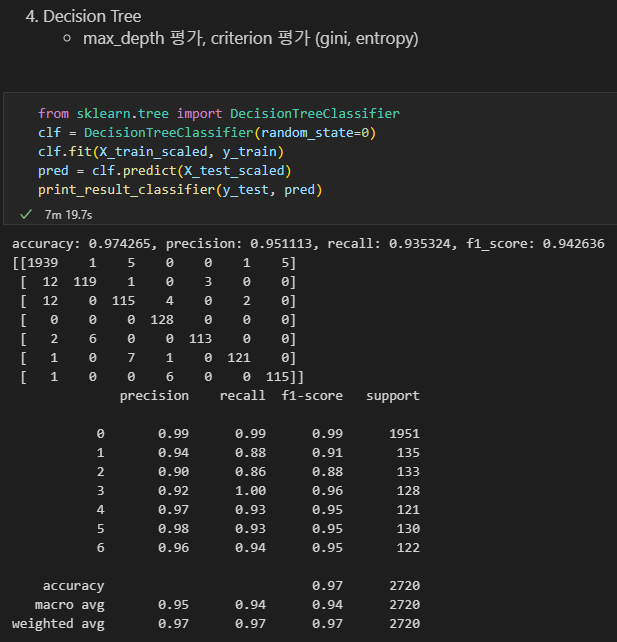 4. Decision Tree
○ max_depth 평가, criterion 평가 (gini, entropy)
from sklearn.tree import DecisionTreeClassifier
clf = DecisionTreeClassifier(random_state=0)
clf.fit(X_train_scaled, y_train)
pred = clf.predict(X_test_scaled)
print_result_classifier(y_test, pred)
✓ 7m 19.7s
accuracy: 0.974265, precision: 0.951113, recall: 0.935324, f1_score: 0.942636
[[1939    1    5    0    0    1    5]
 [  12  119    1    0    3    0    0]
 [  12    0  115    4    0    2    0]
 [   0    0    0  128    0    0    0]
 [   2    6    0    0  113    0    0]
 [   1    0    7    1    0  121    0]
 [   1    0    0    6    0    0  115]]
              precision    recall  f1-score   support
           0       0.99      0.99      0.99      1951
           1       0.94      0.88      0.91       135
           2       0.90      0.86      0.88       133
           3       0.92      1.00      0.96       128
           4       0.97      0.93      0.95       121
           5       0.98      0.93      0.95       130
           6       0.96      0.94      0.95       122
    accuracy                           0.97      2720
   macro avg       0.95      0.94      0.94      2720
weighted avg       0.97      0.97      0.97      2720